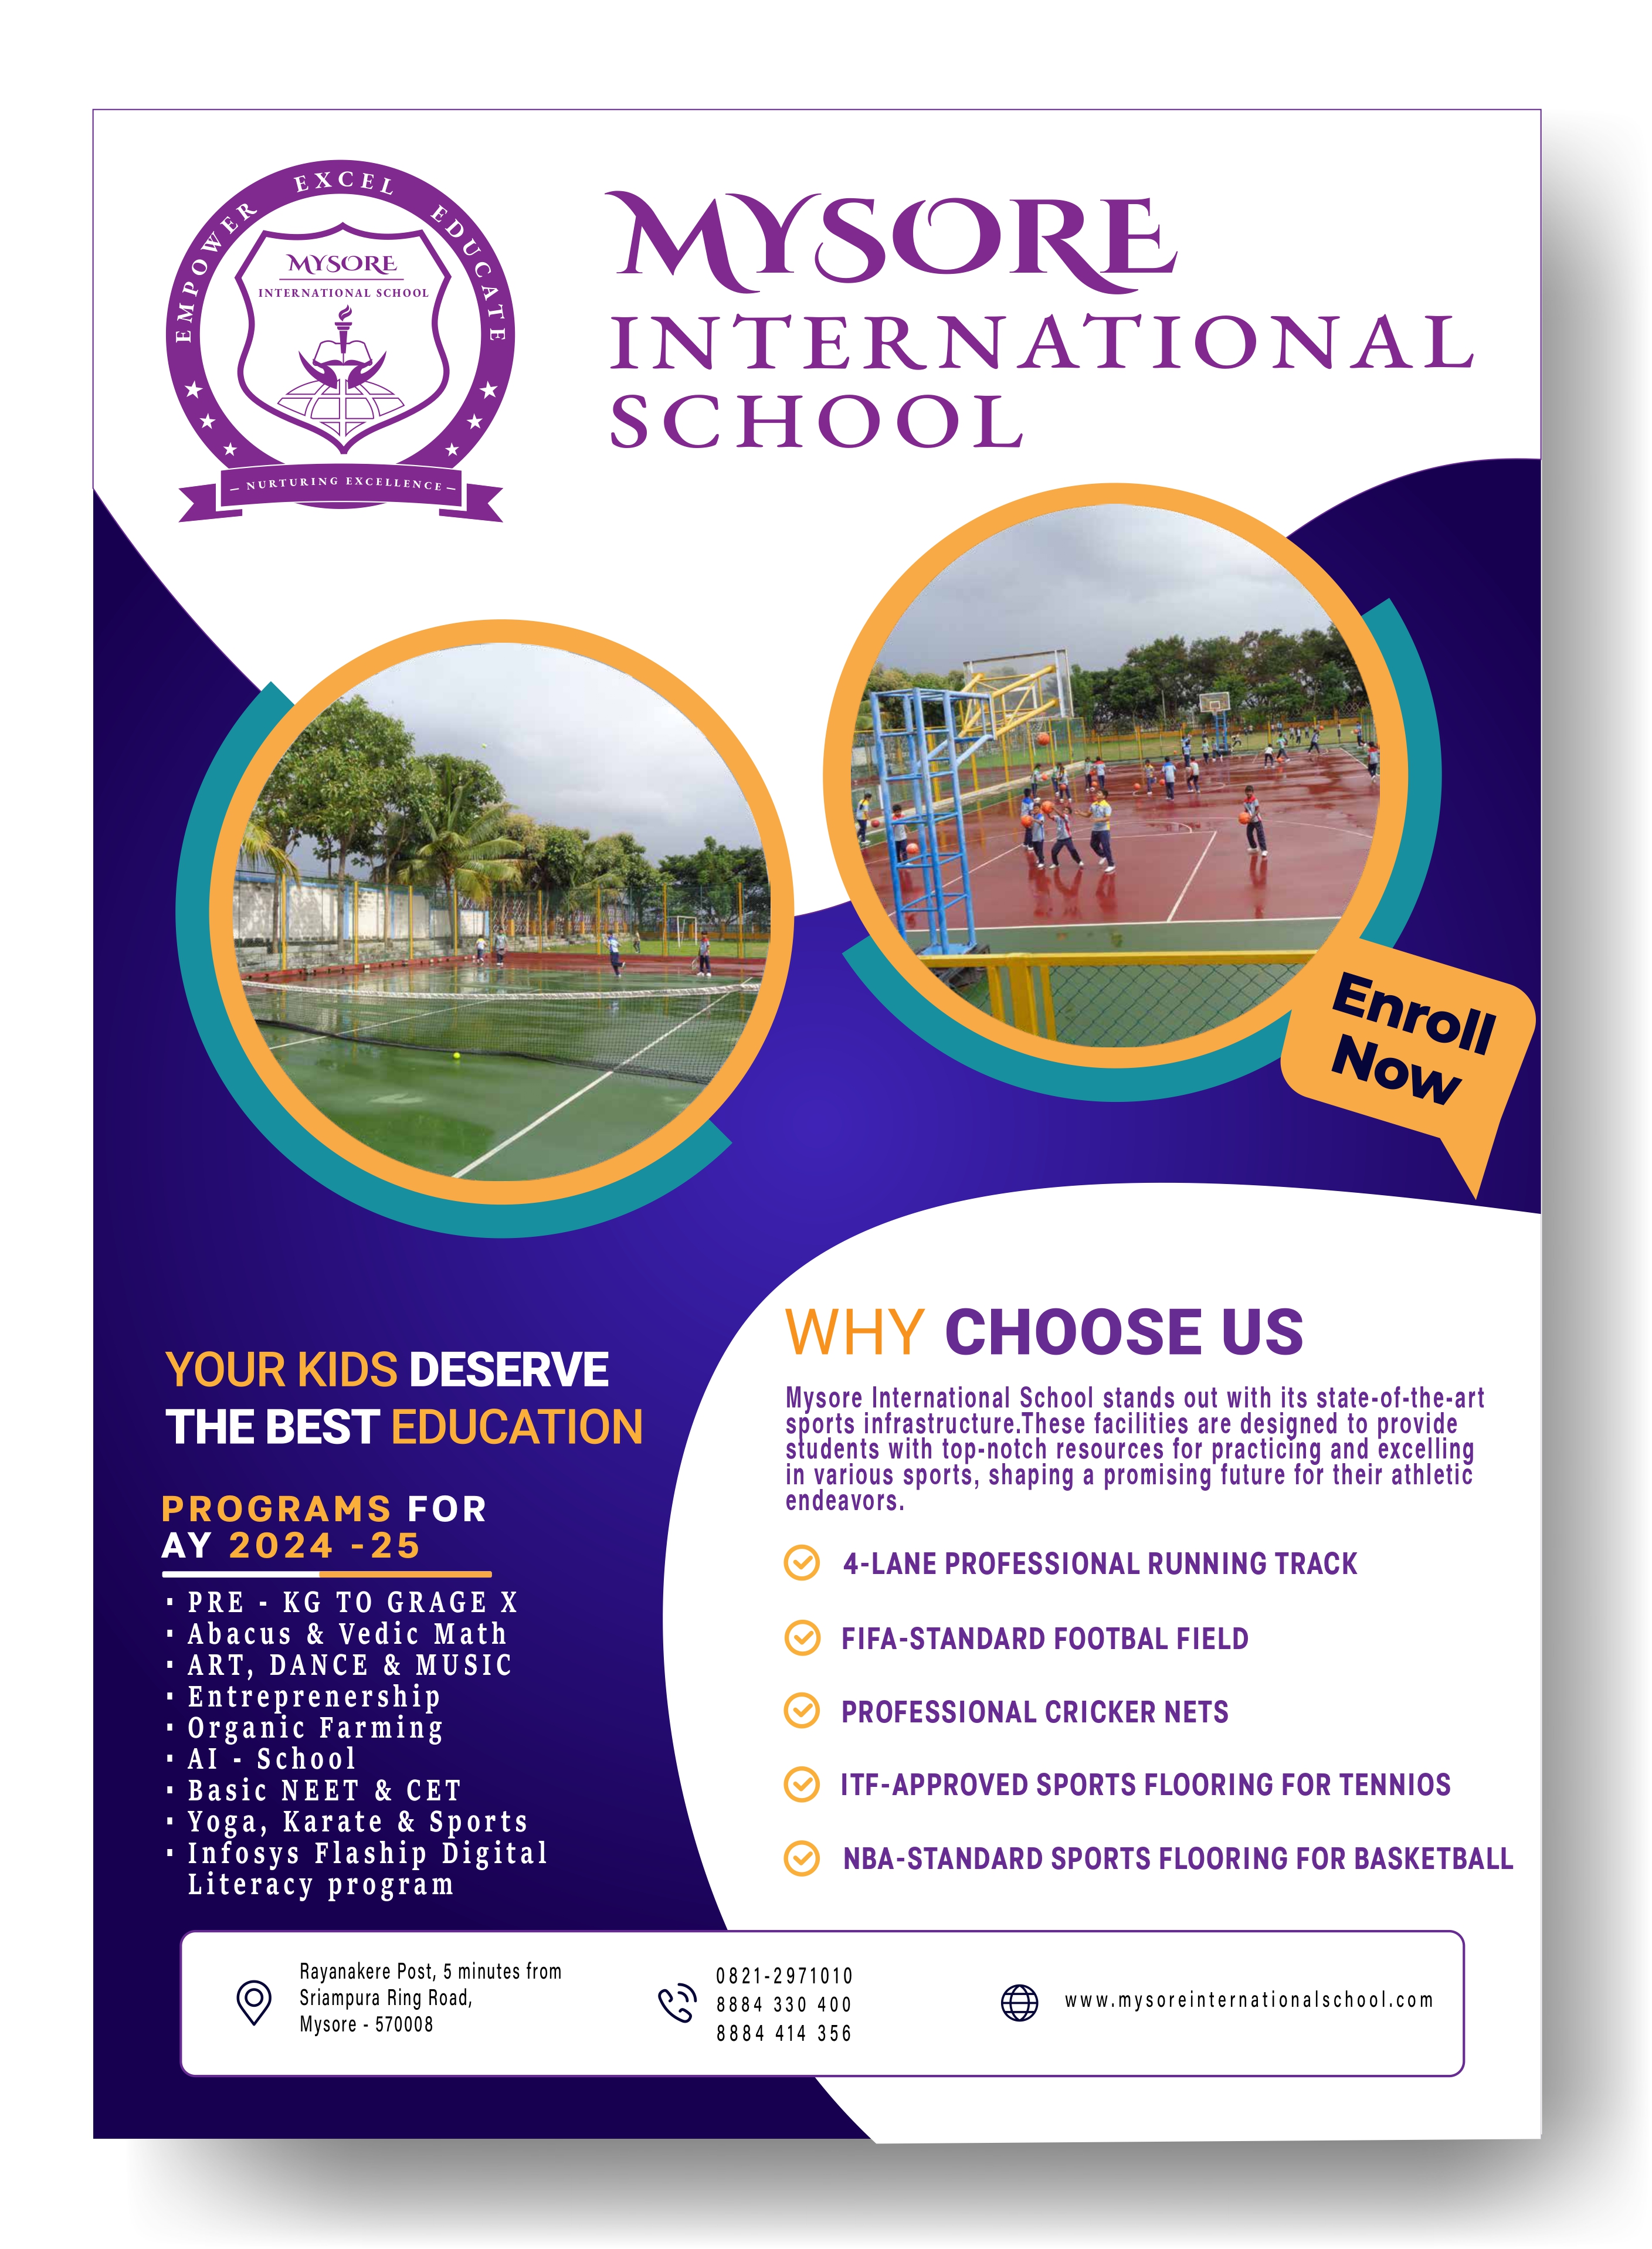 EMPOWER EXCEL EDUCATE
MYSORE
INTERNATIONAL SCHOOL
– NURTURING EXCELLENCE –
MYSORE
INTERNATIONAL
SCHOOL
Enroll
Now
YOUR KIDS DESERVE
THE BEST EDUCATION
PROGRAMS FOR
AY 2024 -25
· PRE - KG TO GRAGE X
· Abacus & Vedic Math
· ART, DANCE & MUSIC
· Entreprenership
· Organic Farming
· AI - School
· Basic NEET & CET
· Yoga, Karate & Sports
· Infosys Flaship Digital
Literacy program
WHY CHOOSE US
Mysore International School stands out with its state-of-the-art
sports infrastructure.These facilities are designed to provide
students with top-notch resources for practicing and excelling
in various sports, shaping a promising future for their athletic
endeavors.
4-LANE PROFESSIONAL RUNNING TRACK
FIFA-STANDARD FOOTBAL FIELD
PROFESSIONAL CRICKER NETS
ITF-APPROVED SPORTS FLOORING FOR TENNIOS
NBA-STANDARD SPORTS FLOORING FOR BASKETBALL
Rayanakere Post, 5 minutes from
Sriampura Ring Road,
Mysore - 570008
0821-2971010
8884 330 400
8884 414 356
www.mysoreinternationalschool.com